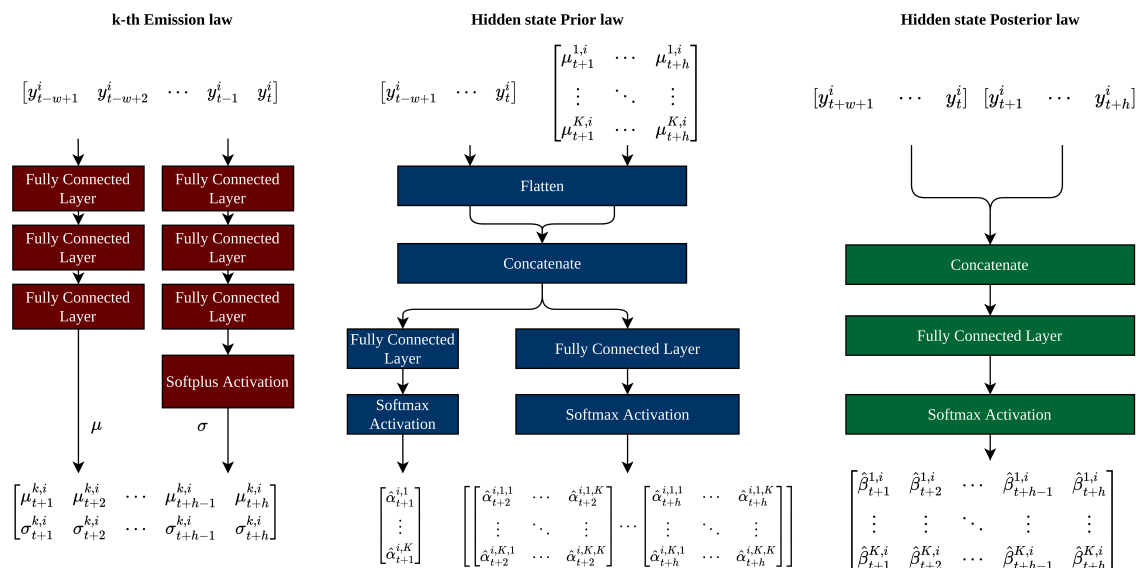 k-th Emission law
[y^i_{t-w+1} y^i_{t-w+2} ⋯ y^i_{t-1} y^i_t]
Fully Connected
Layer
Fully Connected
Layer
Fully Connected
Layer
Fully Connected
Layer
Fully Connected
Layer
Fully Connected
Layer
Softplus Activation
μ
σ
μ^{k,i}_{t+1} μ^{k,i}_{t+2} ⋯ μ^{k,i}_{t+h-1} μ^{k,i}_{t+h}
σ^{k,i}_{t+1} σ^{k,i}_{t+2} ⋯ σ^{k,i}_{t+h-1} σ^{k,i}_{t+h}
Hidden state Prior law
[y^i_{t-w+1} ⋯ y^i_t]
μ^{1,i}_{t+1} ⋯ μ^{1,i}_{t+h}
⋮ ⋱ ⋮
μ^{K,i}_{t+1} ⋯ μ^{K,i}_{t+h}
Flatten
Concatenate
Fully Connected
Layer
Fully Connected Layer
Softmax
Activation
Softmax Activation
α̂^{i,1}_{t+1}
⋮
α̂^{i,K}_{t+1}
α̂^{i,1,1}_{t+2} ⋯ α̂^{i,1,K}_{t+2}
⋮ ⋱ ⋮
α̂^{i,K,1}_{t+2} ⋯ α̂^{i,K,K}_{t+2}
⋯
α̂^{i,1,1}_{t+h} ⋯ α̂^{i,1,K}_{t+h}
⋮ ⋱ ⋮
α̂^{i,K,1}_{t+h} ⋯ α̂^{i,K,K}_{t+h}
Hidden state Posterior law
[y^i_{t+w+1} ⋯ y^i_t] [y^i_{t+1} ⋯ y^i_{t+h}]
Concatenate
Fully Connected Layer
Softmax Activation
β̂^{1,i}_{t+1} β̂^{1,i}_{t+2} ⋯ β̂^{1,i}_{t+h-1} β̂^{1,i}_{t+h}
⋮ ⋮ ⋱ ⋮ ⋮
β̂^{K,i}_{t+1} β̂^{K,i}_{t+2} ⋯ β̂^{K,i}_{t+h-1} β̂^{K,i}_{t+h}